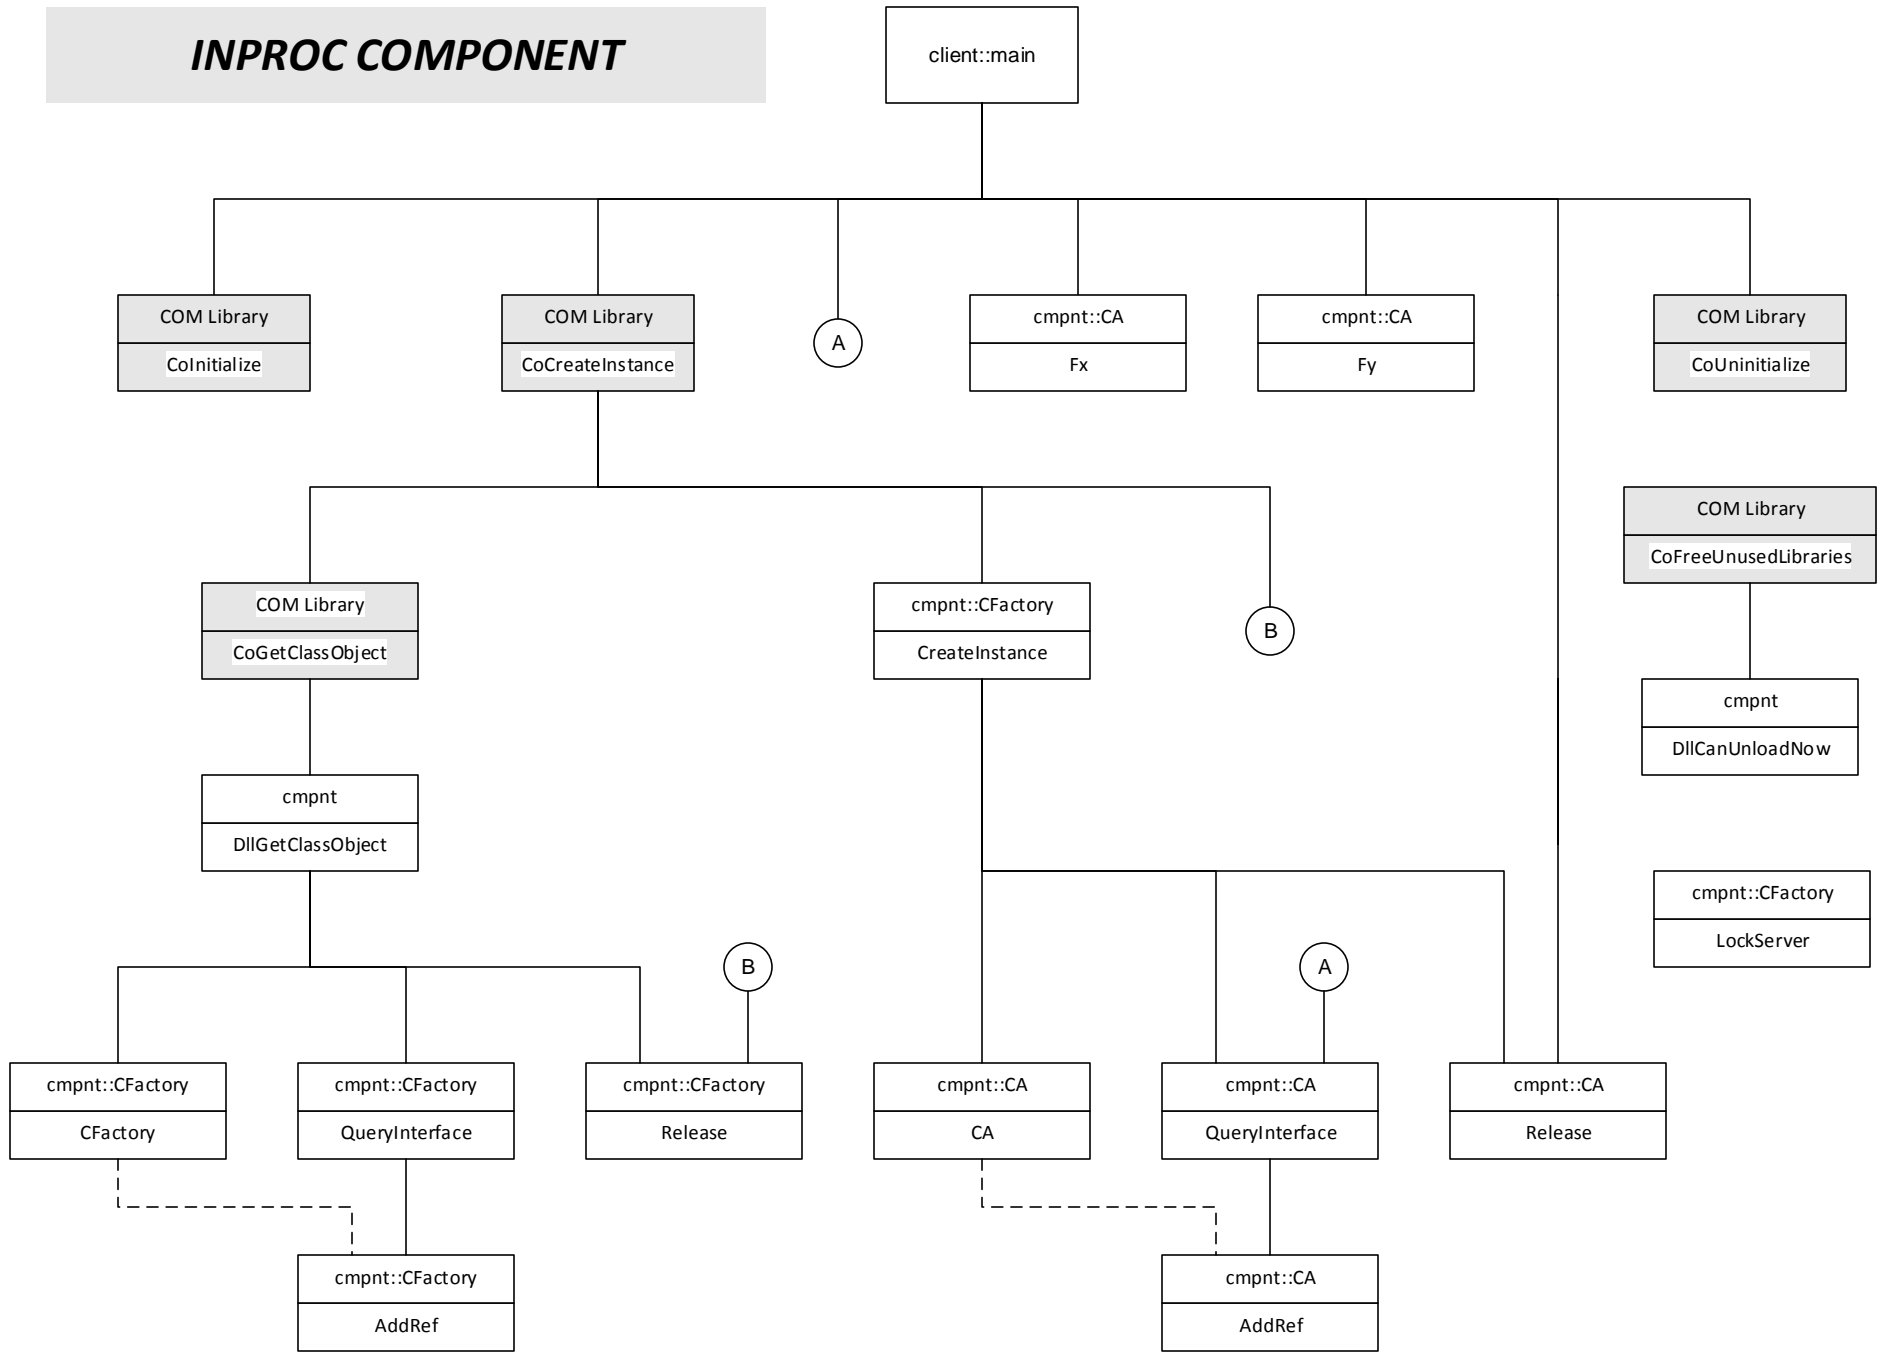 INPROC COMPONENT
client::main
COM Library
CoInitialize
COM Library
CoCreateInstance
A
cmpnt::CA
Fx
cmpnt::CA
Fy
COM Library
CoUninitialize
COM Library
CoFreeUnusedLibraries
COM Library
CoGetClassObject
cmpnt::CFactory
CreateInstance
B
cmpnt
DllCanUnloadNow
cmpnt
DllGetClassObject
cmpnt::CFactory
LockServer
B
A
cmpnt::CFactory
CFactory
cmpnt::CFactory
QueryInterface
cmpnt::CFactory
Release
cmpnt::CA
CA
cmpnt::CA
QueryInterface
cmpnt::CA
Release
cmpnt::CFactory
AddRef
cmpnt::CA
AddRef